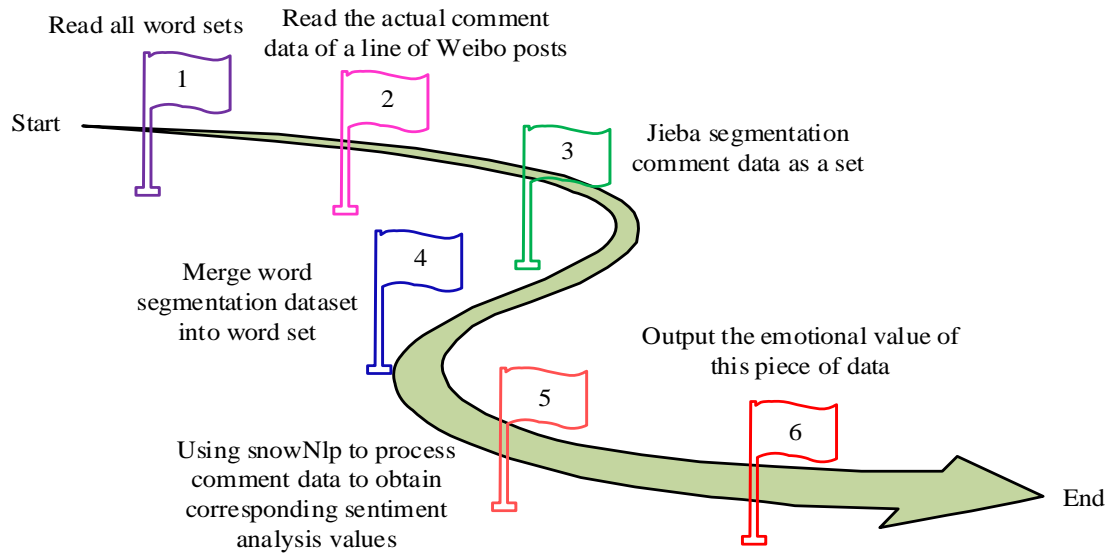 Read all word sets
1
Read the actual comment
data of a line of Weibo posts
2
Start
3
Jieba segmentation
comment data as a set
4
Merge word
segmentation dataset
into word set
Output the emotional value of
this piece of data
5
6
Using snowNlp to process
comment data to obtain
corresponding sentiment
analysis values
End